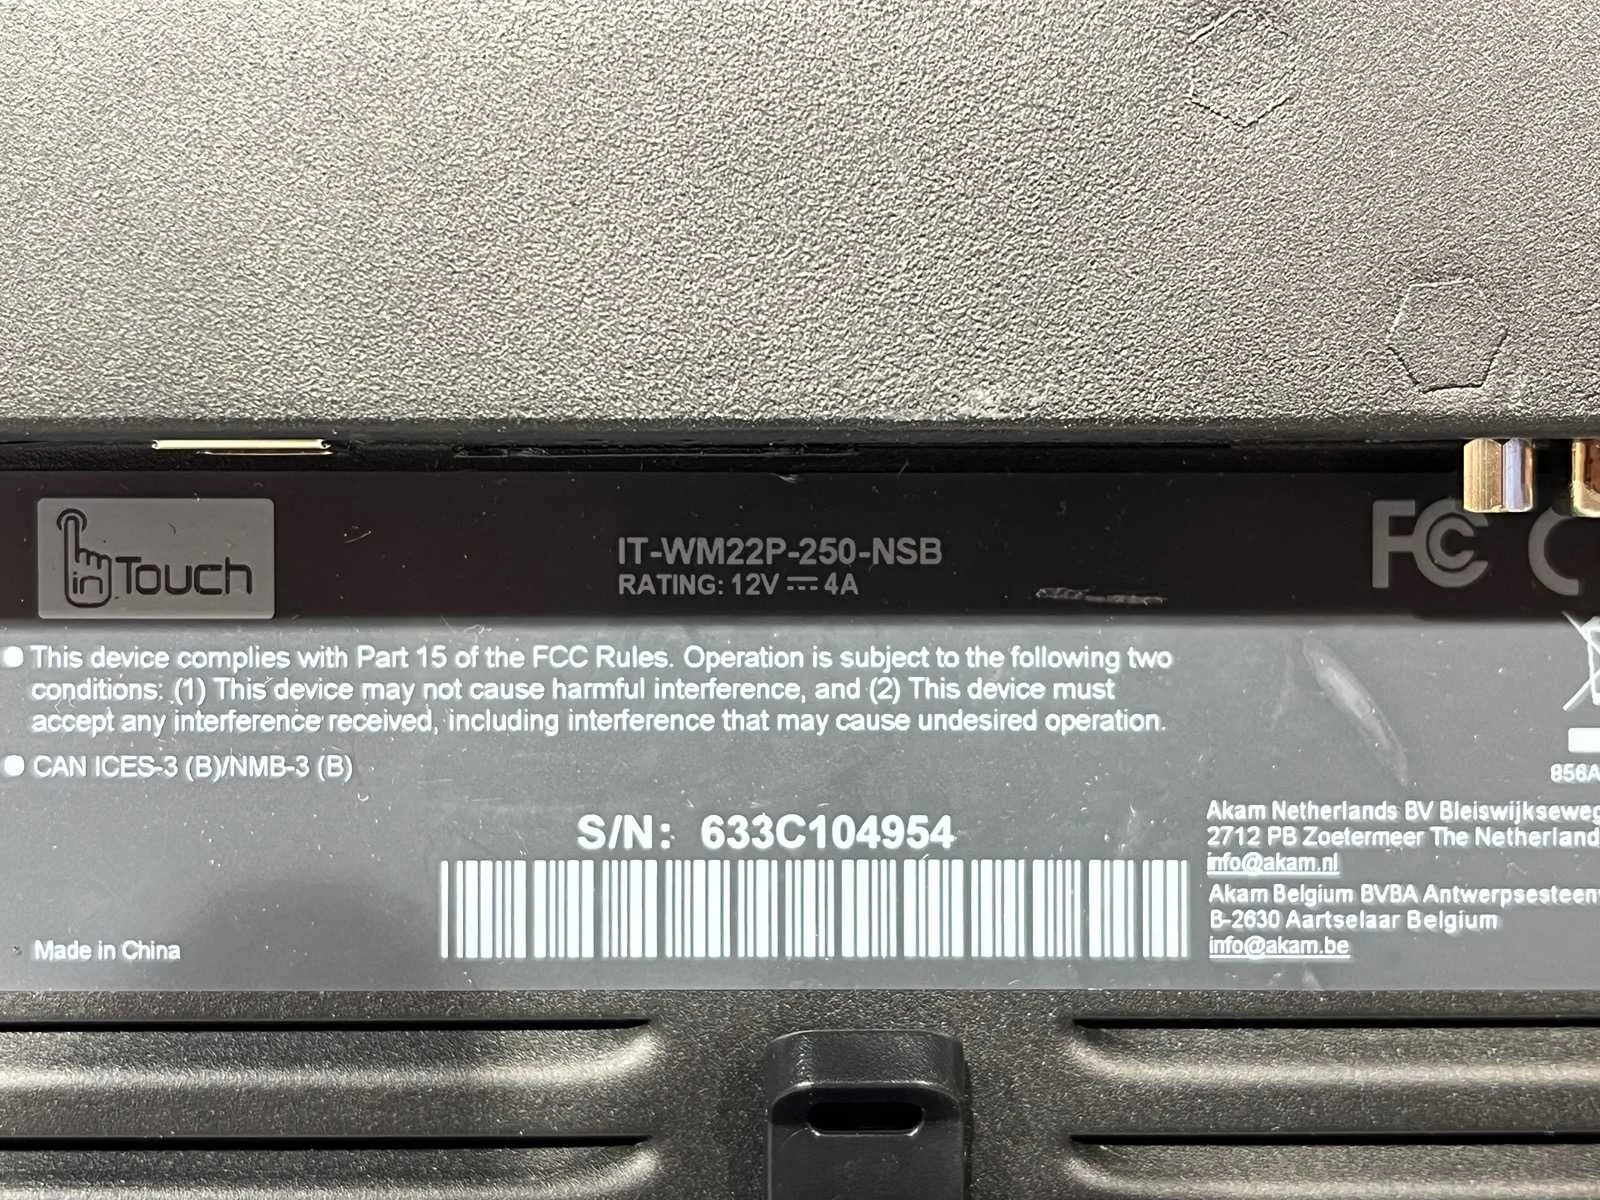 in Touch
IT-WM22P-250-NSB
RATING: 12V ⎓ 4A
FC
This device complies with Part 15 of the FCC Rules. Operation is subject to the following two
conditions: (1) This device may not cause harmful interference, and (2) This device must
accept any interference received, including interference that may cause undesired operation.
CAN ICES-3 (B)/NMB-3 (B)
856A
S/N: 633C104954
Made in China
Akam Netherlands BV Bleiswijkseweg
2712 PB Zoetermeer The Netherland
info@akam.nl
Akam Belgium BVBA Antwerpsesteen
B-2630 Aartselaar Belgium
info@akam.be